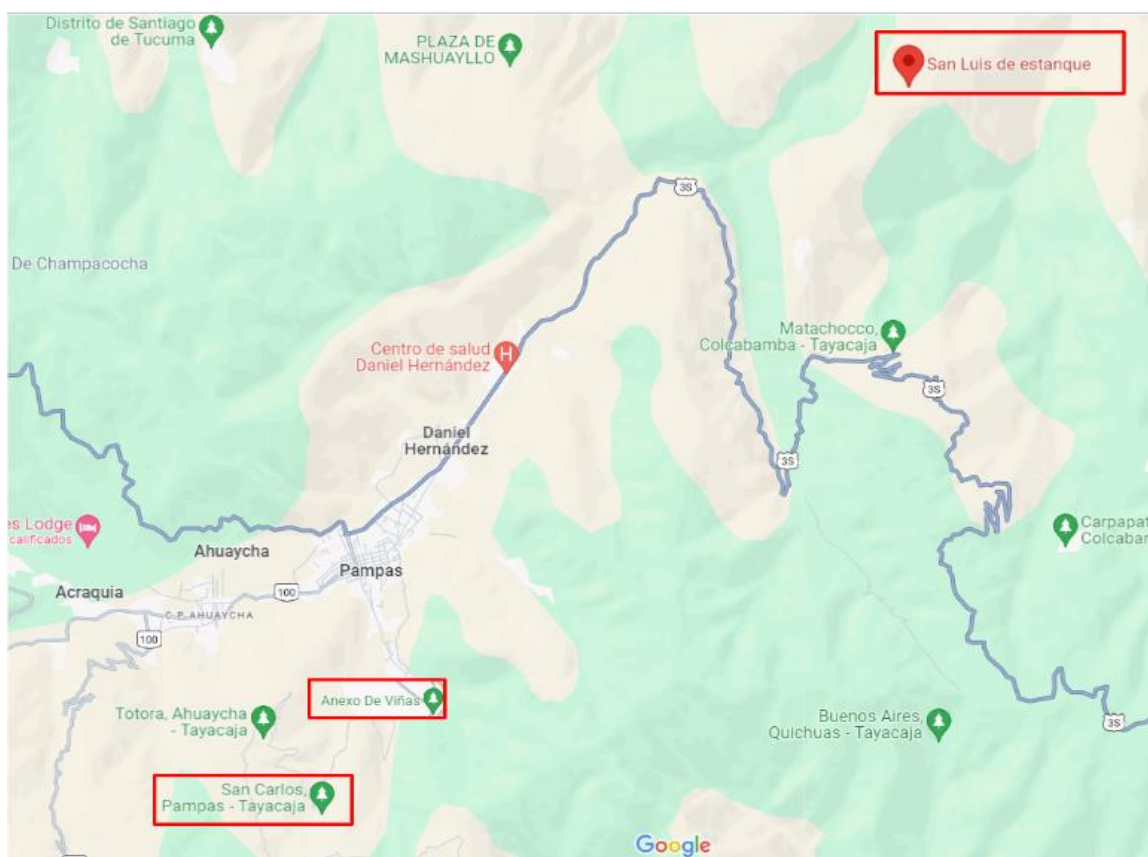 Distrito de Santiago
de Tucuma
PLAZA DE
MASHUAYLLO
San Luis de estanque
3S
De Champacocha
Centro de salud
Daniel Hernández
H
Matachocco,
Colcabamba - Tayacaja
3S
Daniel
Hernández
3S
es Lodge
calificados
Ahuaycha
Pampas
Carpapat
Colcabam
Acraquia
100
C.P.AHUAYCHA
100
Anexo De Viñas
Totora, Ahuaycha
- Tayacaja
Buenos Aires,
Quichuas - Tayacaja
3S
San Carlos,
Pampas - Tayacaja
Google